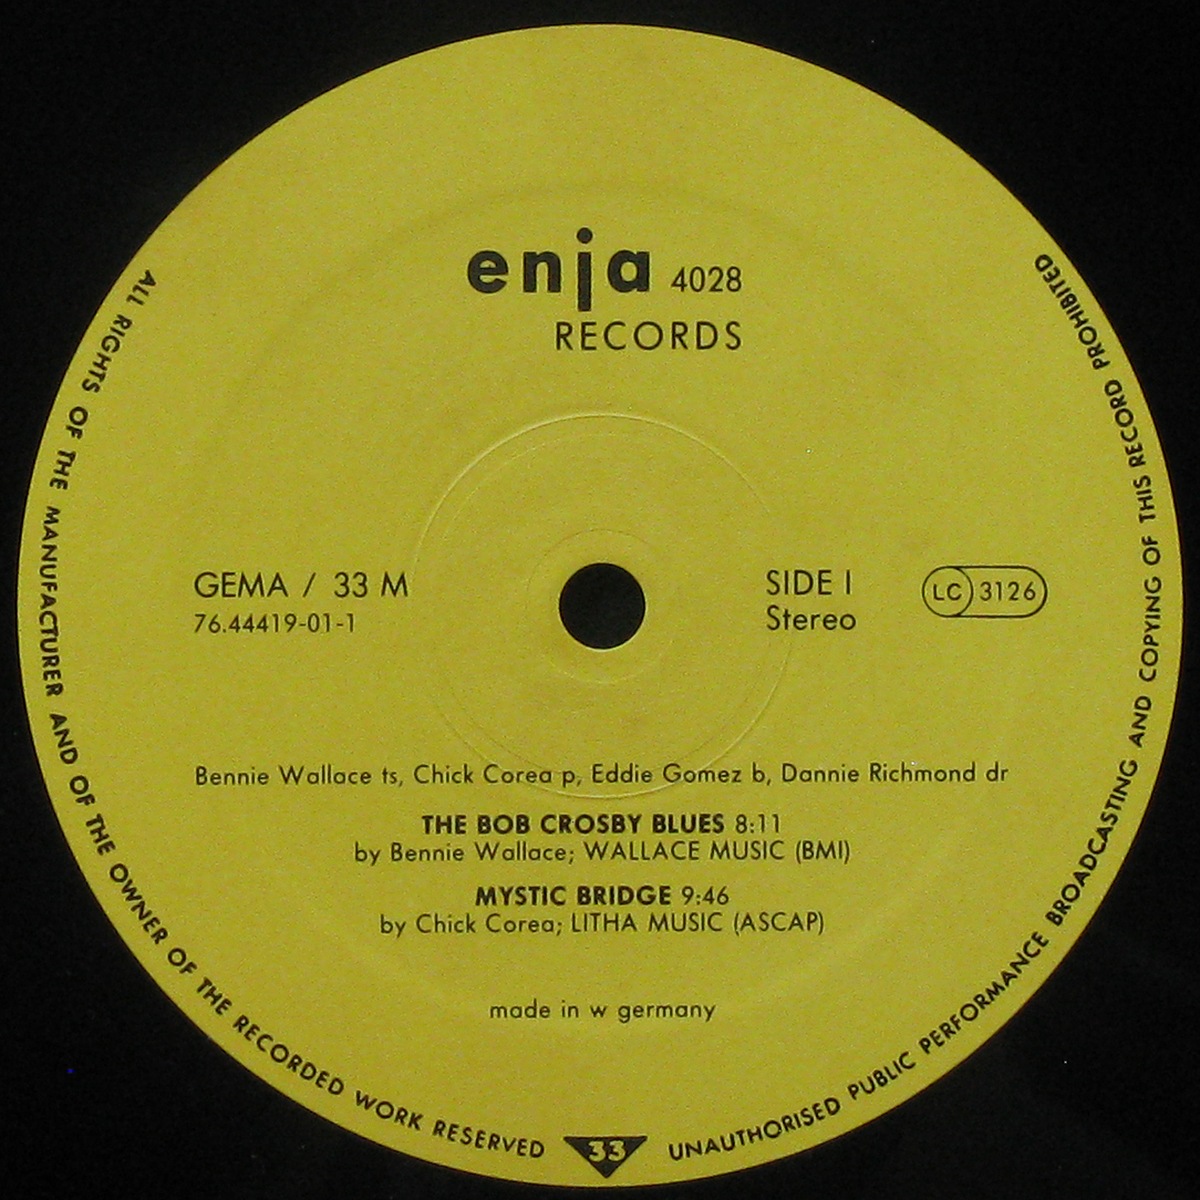 enja 4028
RECORDS
GEMA / 33 M
76.44419-01-1
SIDE I
Stereo
LC 3126
Bennie Wallace ts, Chick Corea p, Eddie Gomez b, Dannie Richmond dr
THE BOB CROSBY BLUES 8:11
by Bennie Wallace; WALLACE MUSIC (BMI)
MYSTIC BRIDGE 9:46
by Chick Corea; LITHA MUSIC (ASCAP)
made in w germany
ALL RIGHTS OF THE MANUFACTURER AND OF THE OWNER OF THE RECORDED WORK RESERVED
33
UNAUTHORISED PUBLIC PERFORMANCE BROADCASTING AND COPYING OF THIS RECORD PROHIBITED